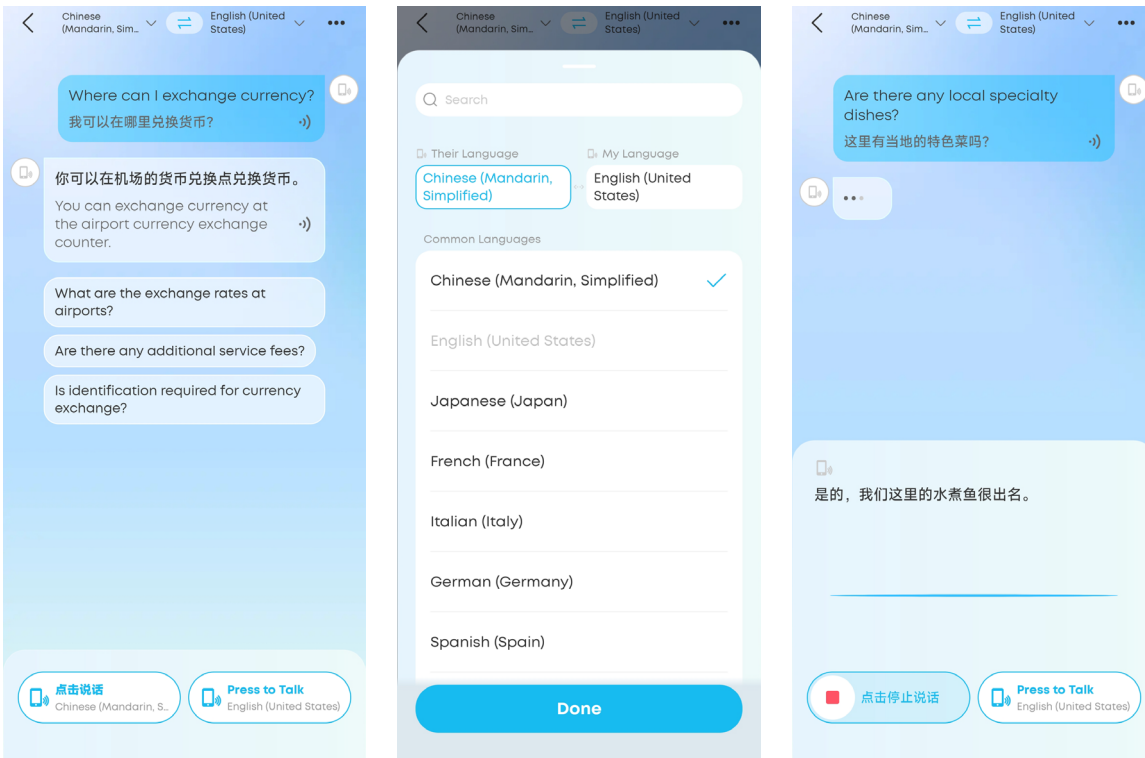 Chinese
(Mandarin, Sim...
English (United
States)
Where can I exchange currency?
我可以在哪里兑换货币？
你可以在机场的货币兑换点兑换货币。
You can exchange currency at
the airport currency exchange
counter.
What are the exchange rates at
airports?
Are there any additional service fees?
Is identification required for currency
exchange?
点击说话
Chinese (Mandarin, S...
Press to Talk
English (United States)
Chinese
(Mandarin, Sim...
English (United
States)
Search
Their Language
My Language
Chinese (Mandarin,
Simplified)
English (United
States)
Common Languages
Chinese (Mandarin, Simplified)
English (United States)
Japanese (Japan)
French (France)
Italian (Italy)
German (Germany)
Spanish (Spain)
Done
Chinese
(Mandarin, Sim...
English (United
States)
Are there any local specialty
dishes?
这里有当地的特色菜吗？
是的，我们这里的水煮鱼很出名。
点击停止说话
Press to Talk
English (United States)